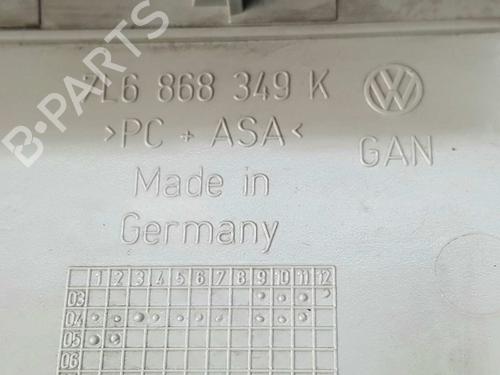 B-PARTS
7L6 868 349 K
>PC + ASA<
GAN
Made in
Germany
1 2 3 4 5 6 7 8 9 10 11 12
03
04
05
06